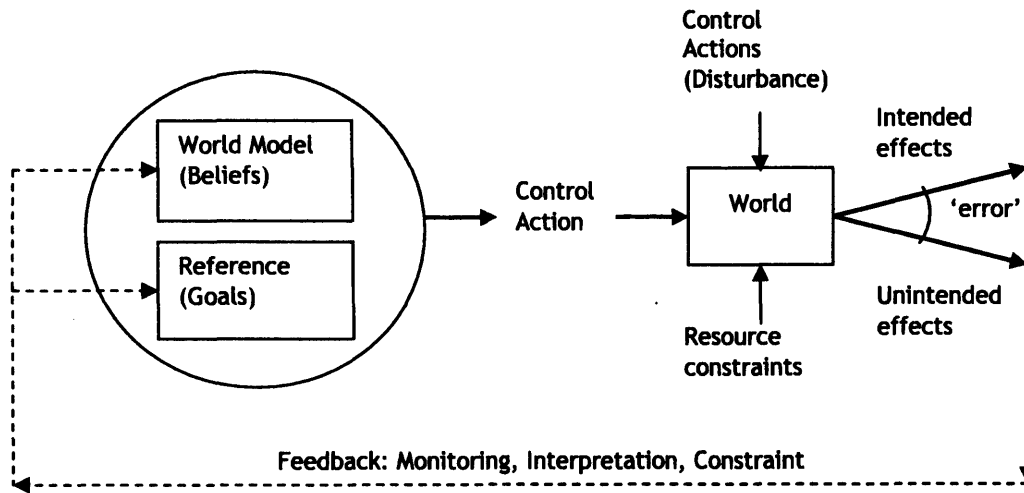 World Model
(Beliefs)
Reference
(Goals)
Control
Action
Control
Actions
(Disturbance)
World
Resource
constraints
Intended
effects
‘error’
Unintended
effects
Feedback: Monitoring, Interpretation, Constraint